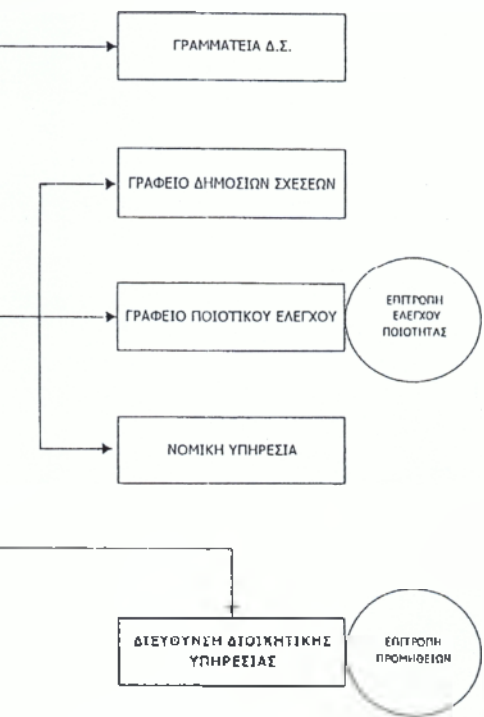 ΓΡΑΜΜΑΤΕΙΑ Δ.Σ.
ΓΡΑΦΕΙΟ ΔΗΜΟΣΙΩΝ ΣΧΕΣΕΩΝ
ΓΡΑΦΕΙΟ ΠΟΙΟΤΙΚΟΥ ΕΛΕΓΧΟΥ
ΕΠΙΤΡΟΠΗ
ΕΛΕΓΧΟΥ
ΠΟΙΟΤΗΤΑΣ
ΝΟΜΙΚΗ ΥΠΗΡΕΣΙΑ
ΔΙΕΥΘΥΝΣΗ ΔΙΟΙΚΗΤΙΚΗΣ
ΥΠΗΡΕΣΙΑΣ
ΕΠΙΤΡΟΠΗ
ΠΡΟΜΗΘΕΙΩΝ